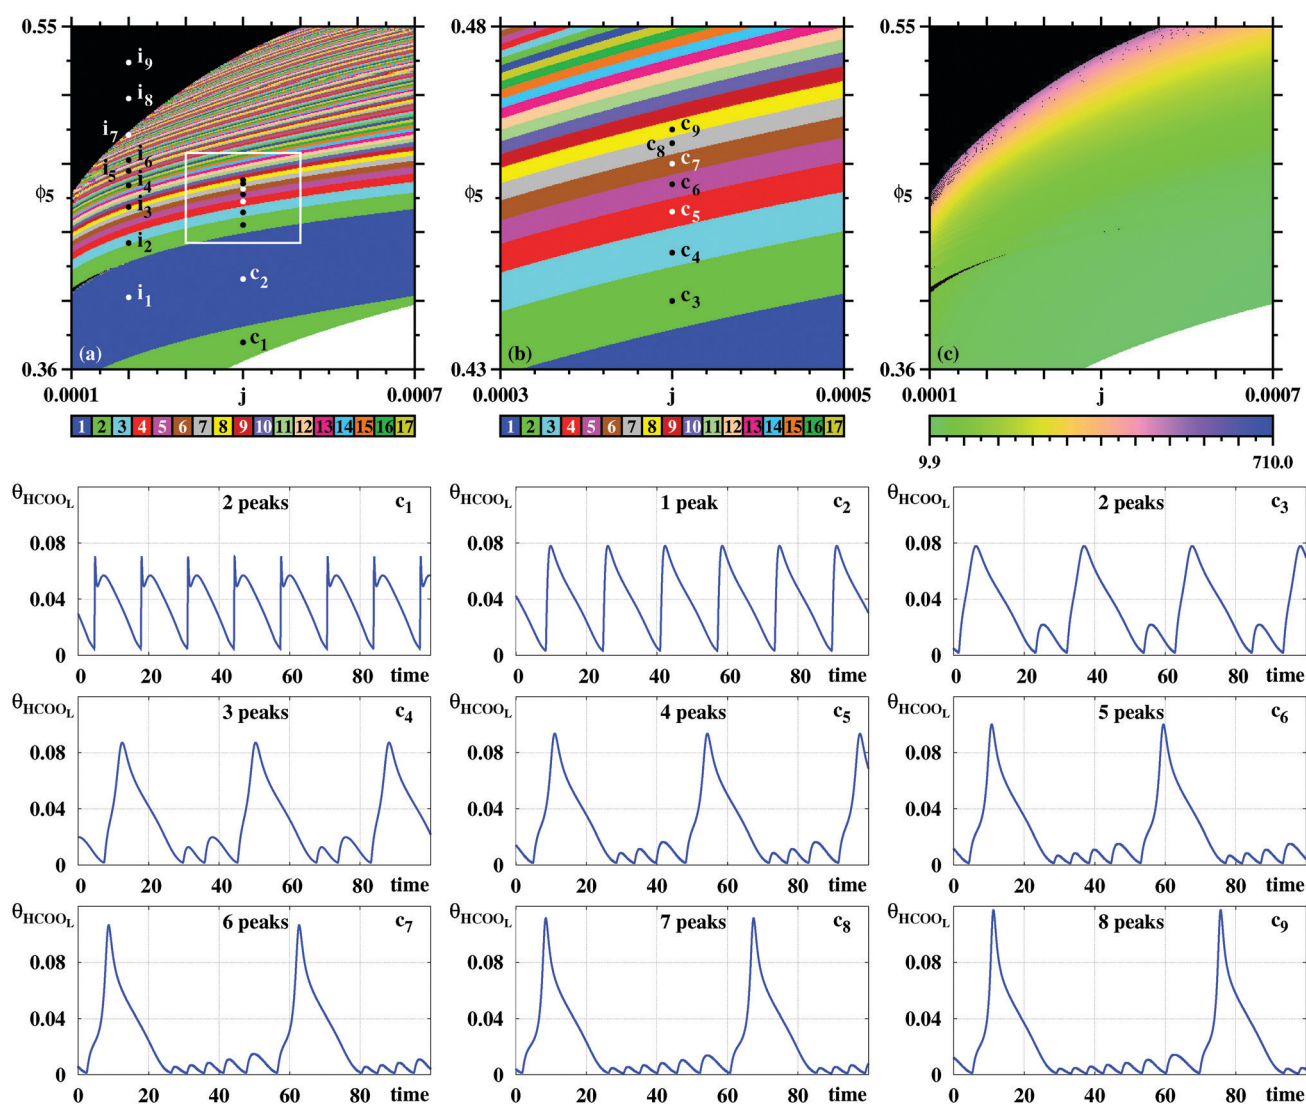 0.55 i9 i8 i7 i6 i5 i4 i3 i2 i1 c2 c1 (a) ϕ5 0.36
0.0001 j 0.0007
1 2 3 4 5 6 7 8 9 10 11 12 13 14 15 16 17
0.48 c9 c8 c7 c6 c5 c4 c3 (b) ϕ5 0.43
0.0003 j 0.0005
1 2 3 4 5 6 7 8 9 10 11 12 13 14 15 16 17
0.55 (c) ϕ5 0.36
0.0001 j 0.0007
9.9 710.0
θHCOOL 2 peaks c1
0.08
0.04
0
0 20 40 60 80 time
θHCOOL 1 peak c2
0.08
0.04
0
0 20 40 60 80 time
θHCOOL 2 peaks c3
0.08
0.04
0
0 20 40 60 80 time
θHCOOL 3 peaks c4
0.08
0.04
0
0 20 40 60 80 time
θHCOOL 4 peaks c5
0.08
0.04
0
0 20 40 60 80 time
θHCOOL 5 peaks c6
0.08
0.04
0
0 20 40 60 80 time
θHCOOL 6 peaks c7
0.08
0.04
0
0 20 40 60 80 time
θHCOOL 7 peaks c8
0.08
0.04
0
0 20 40 60 80 time
θHCOOL 8 peaks c9
0.08
0.04
0
0 20 40 60 80 time